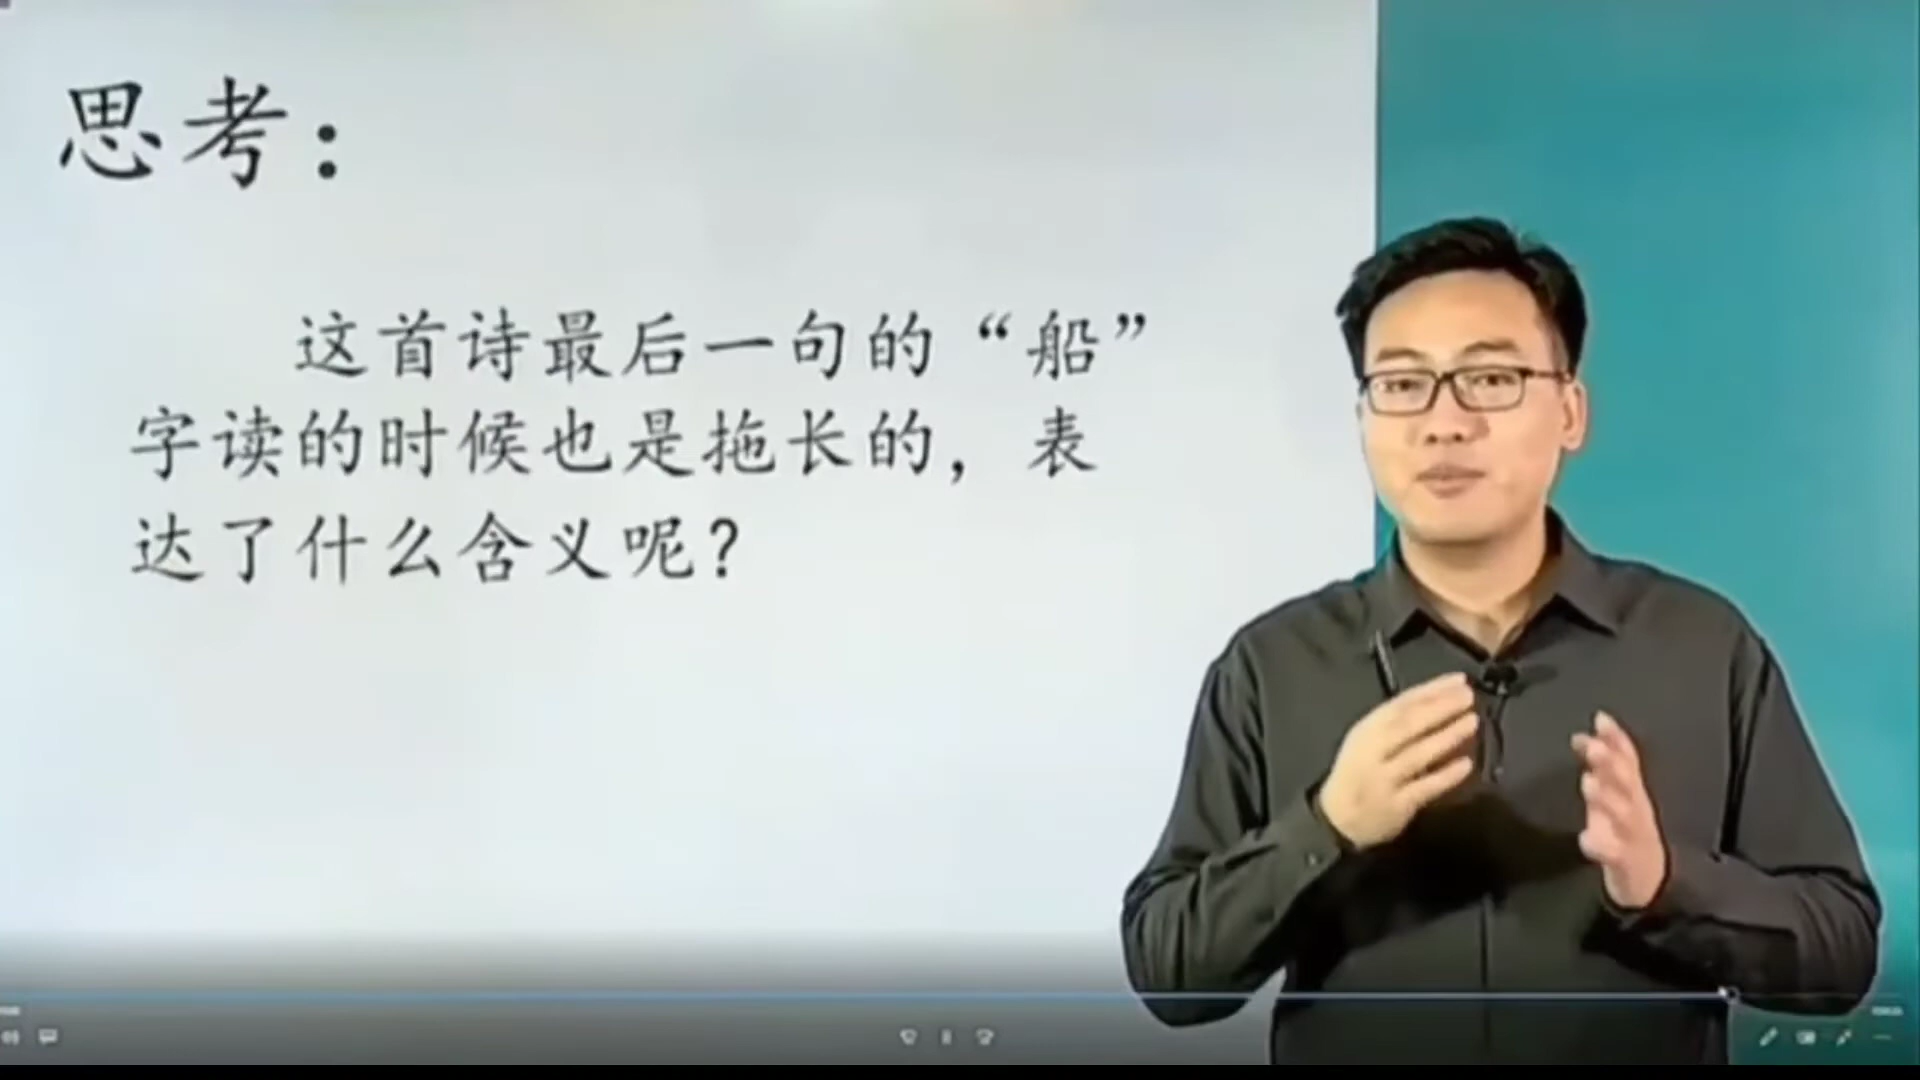 思考：
这首诗最后一句的“船”
字读的时候也是拖长的，表
达了什么含义呢？